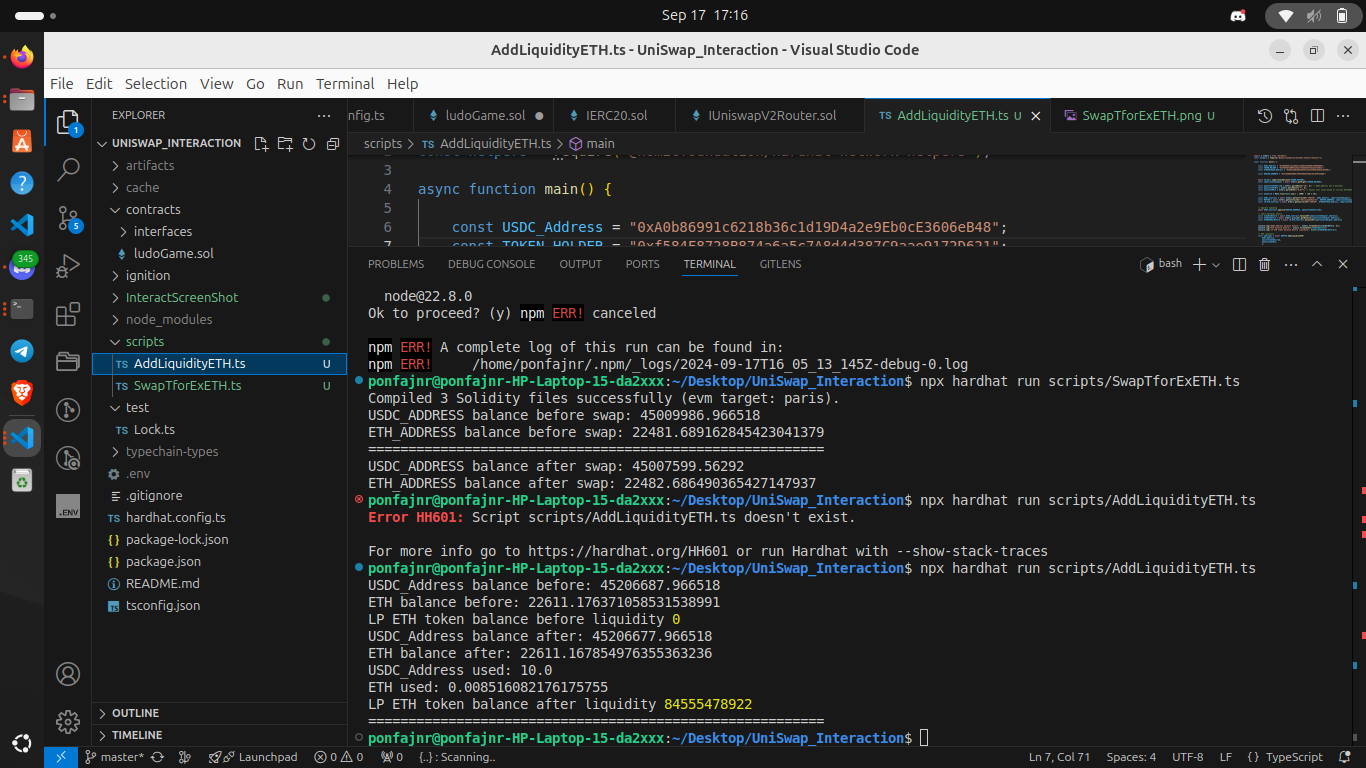 Sep 17 17:16
AddLiquidityETH.ts - UniSwap_Interaction - Visual Studio Code
File Edit Selection View Go Run Terminal Help
EXPLORER
nfig.ts ludoGame.sol IERC20.sol IUniswapV2Router.sol TS AddLiquidityETH.ts U SwapTforExETH.png U
UNISWAP_INTERACTION
scripts > TS AddLiquidityETH.ts > main
artifacts
cache
contracts
interfaces
ludoGame.sol
ignition
InteractScreenShot
node_modules
scripts
TS AddLiquidityETH.ts U
TS SwapTforExETH.ts U
test
TS Lock.ts
typechain-types
.env
.gitignore
TS hardhat.config.ts
{} package-lock.json
{} package.json
README.md
TS tsconfig.json
OUTLINE
TIMELINE
1
5
345
.ENV
3
4 async function main() {
5
6 const USDC_Address = "0xA0b86991c6218b36c1d19D4a2e9Eb0cE3606eB48";
PROBLEMS DEBUG CONSOLE OUTPUT PORTS TERMINAL GITLENS
bash
node@22.8.0
Ok to proceed? (y) npm ERR! canceled
npm ERR! A complete log of this run can be found in:
npm ERR! /home/ponfajnr/.npm/_logs/2024-09-17T16_05_13_145Z-debug-0.log
ponfajnr@ponfajnr-HP-Laptop-15-da2xxx:~/Desktop/UniSwap_Interaction$ npx hardhat run scripts/SwapTforExETH.ts
Compiled 3 Solidity files successfully (evm target: paris).
USDC_ADDRESS balance before swap: 45009986.966518
ETH_ADDRESS balance before swap: 22481.689162845423041379
======================================================
USDC_ADDRESS balance after swap: 45007599.56292
ETH_ADDRESS balance after swap: 22482.686490365427147937
ponfajnr@ponfajnr-HP-Laptop-15-da2xxx:~/Desktop/UniSwap_Interaction$ npx hardhat run scripts/AddLiquidityETH.ts
Error HH601: Script scripts/AddLiquidityETH.ts doesn't exist.
For more info go to https://hardhat.org/HH601 or run Hardhat with --show-stack-traces
ponfajnr@ponfajnr-HP-Laptop-15-da2xxx:~/Desktop/UniSwap_Interaction$ npx hardhat run scripts/AddLiquidityETH.ts
USDC_Address balance before: 45206687.966518
ETH balance before: 22611.176371058531538991
LP ETH token balance before liquidity 0
USDC_Address balance after: 45206677.966518
ETH balance after: 22611.167854976355363236
USDC_Address used: 10.0
ETH used: 0.008516082176175755
LP ETH token balance after liquidity 84555478922
======================================================
ponfajnr@ponfajnr-HP-Laptop-15-da2xxx:~/Desktop/UniSwap_Interaction$
master* Launchpad 0 0 0 {..} : Scanning.. Ln 7, Col 71 Spaces: 4 UTF-8 LF {} TypeScript